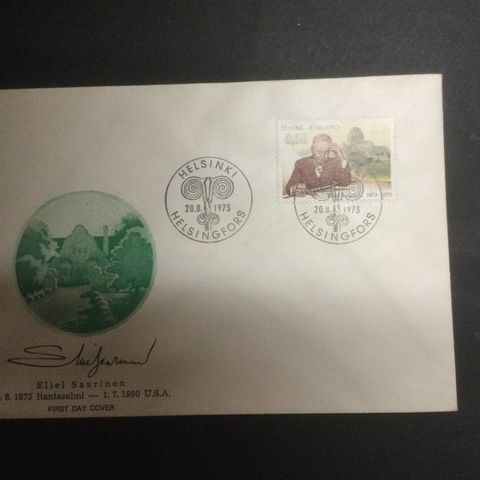 SUOMI - FINLAND
0,60
1873-1973
HELSINKI
20.8. 1973
HELSINGFORS
20.8. 1973
HELSINGFORS
Eliel Saarinen
8. 1873 Rantasalmi — 1. 7. 1950 U.S.A.
FIRST DAY COVER